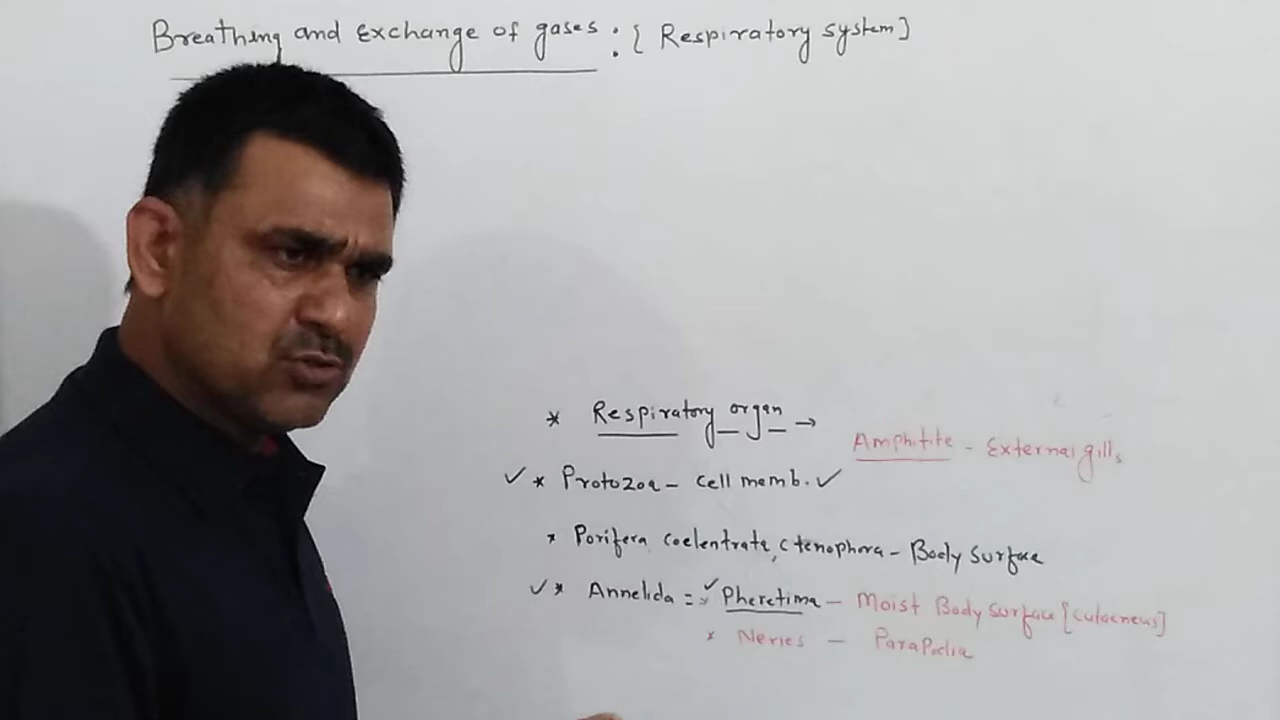 Breathing and Exchange of gases : { Respiratory system }
* Respiratory organ →
Amphitite - External gills
✓ * Protozoa - Cell memb. ✓
* Porifera, Coelentrate, Ctenophora - Body Surface
✓ * Annelida = ✓ * Pheretima - Moist Body Surface [cutaeneus]
* Neries - Parapodia